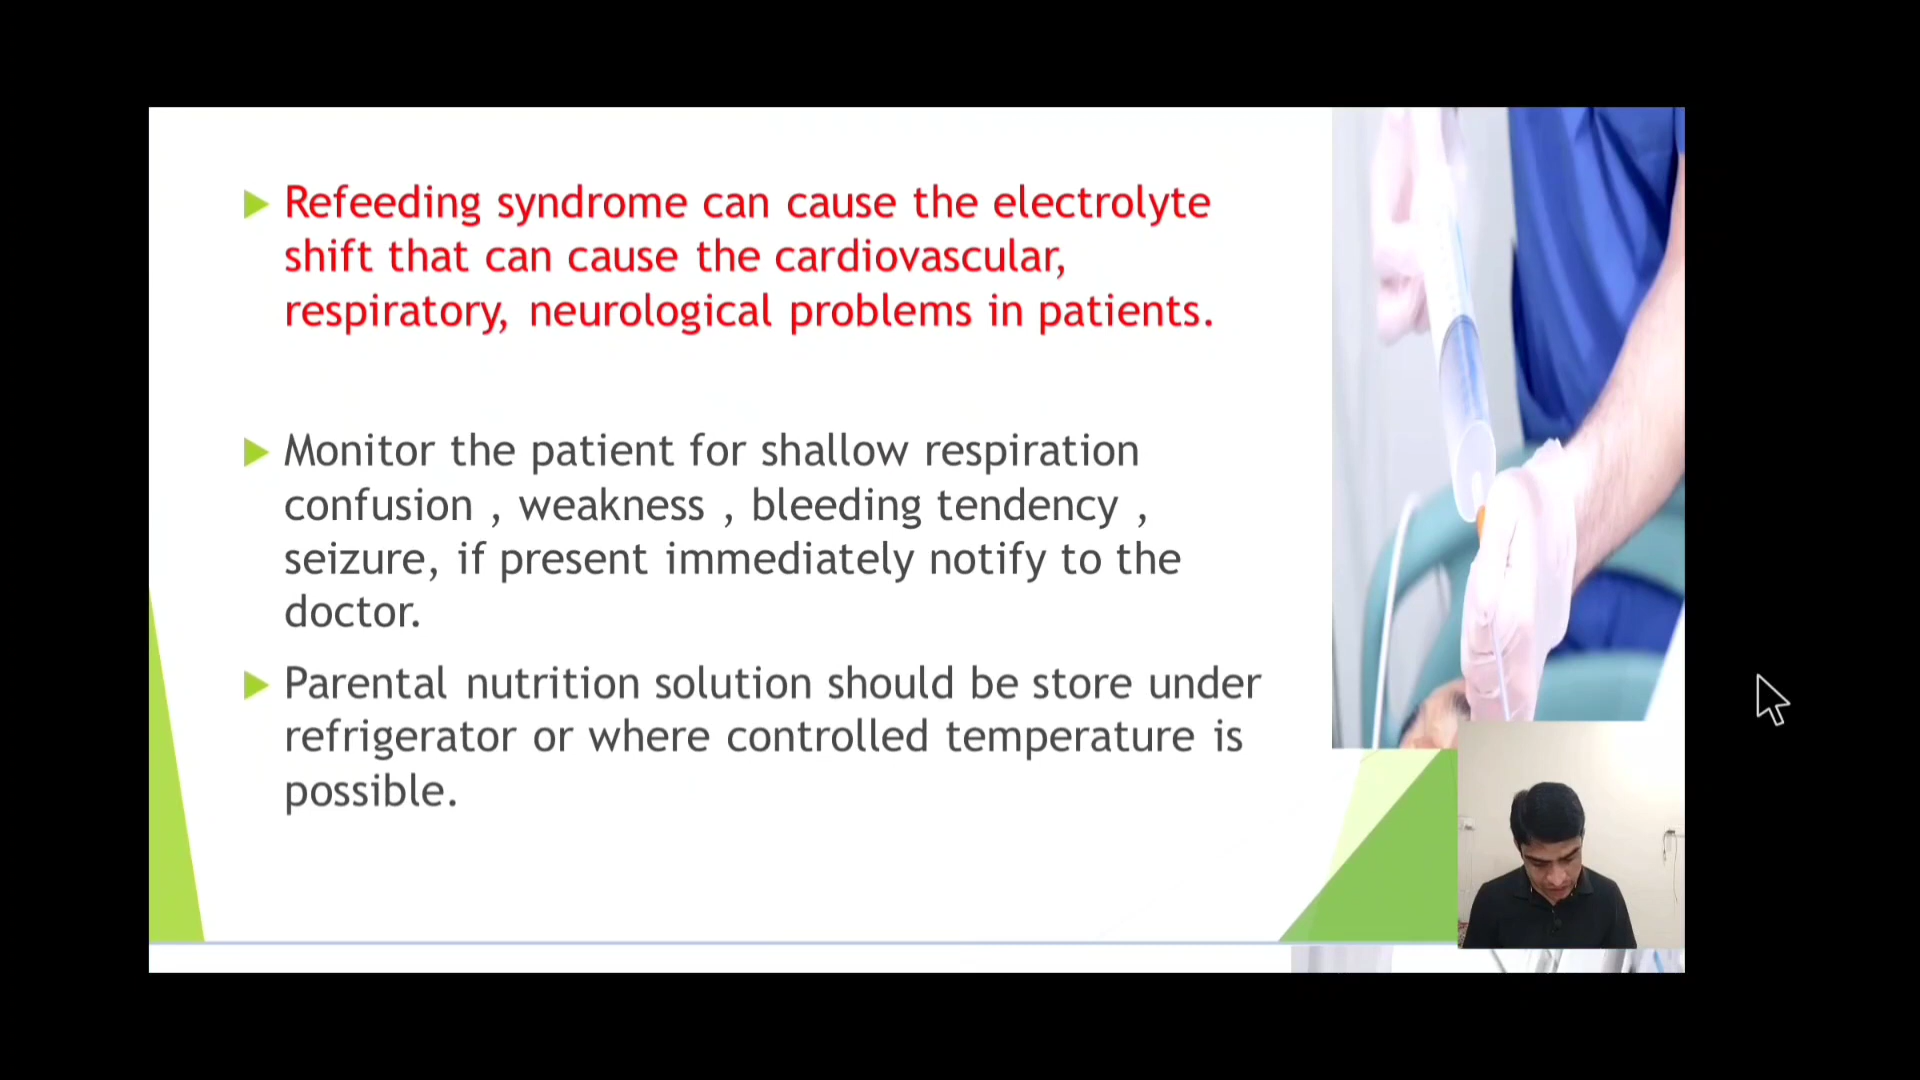 Refeeding syndrome can cause the electrolyte
shift that can cause the cardiovascular,
respiratory, neurological problems in patients.
Monitor the patient for shallow respiration
confusion , weakness , bleeding tendency ,
seizure, if present immediately notify to the
doctor.
Parental nutrition solution should be store under
refrigerator or where controlled temperature is
possible.